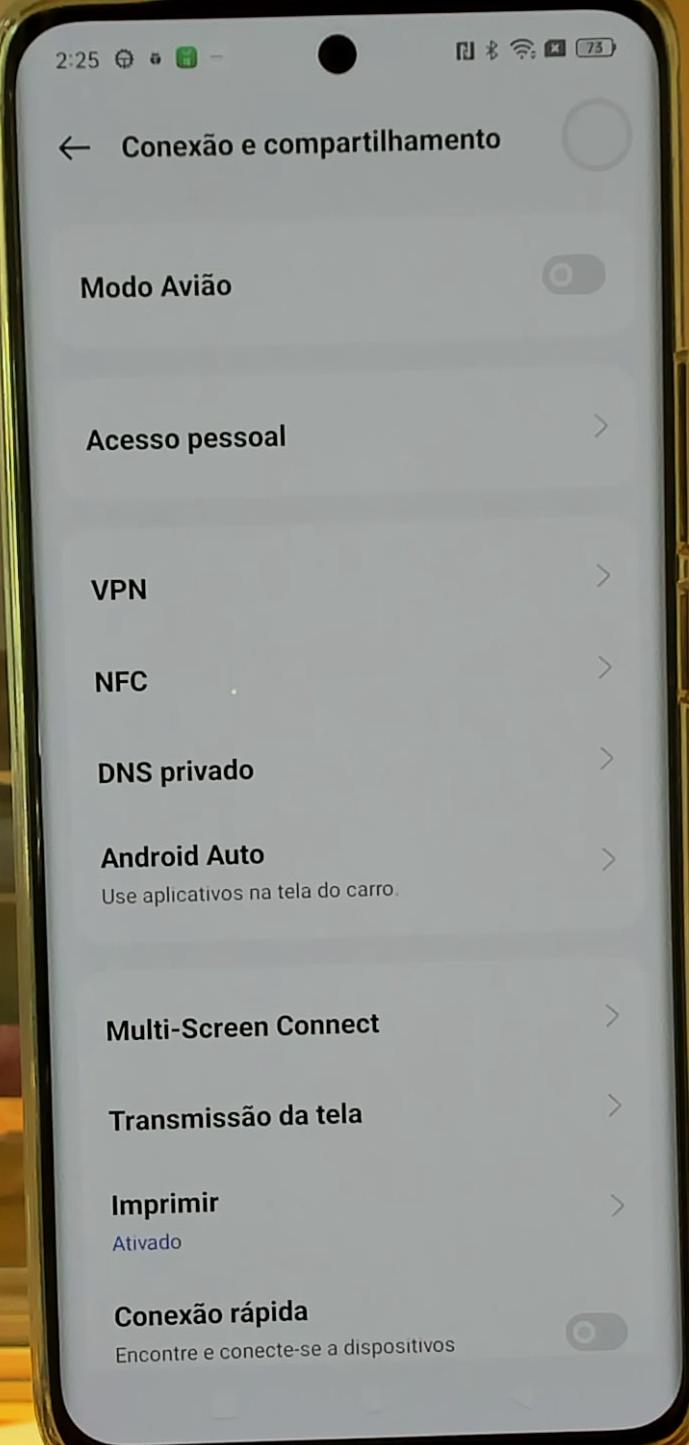 2:25
73
Conexão e compartilhamento
Modo Avião
Acesso pessoal
VPN
NFC
DNS privado
Android Auto
Use aplicativos na tela do carro.
Multi-Screen Connect
Transmissão da tela
Imprimir
Ativado
Conexão rápida
Encontre e conecte-se a dispositivos